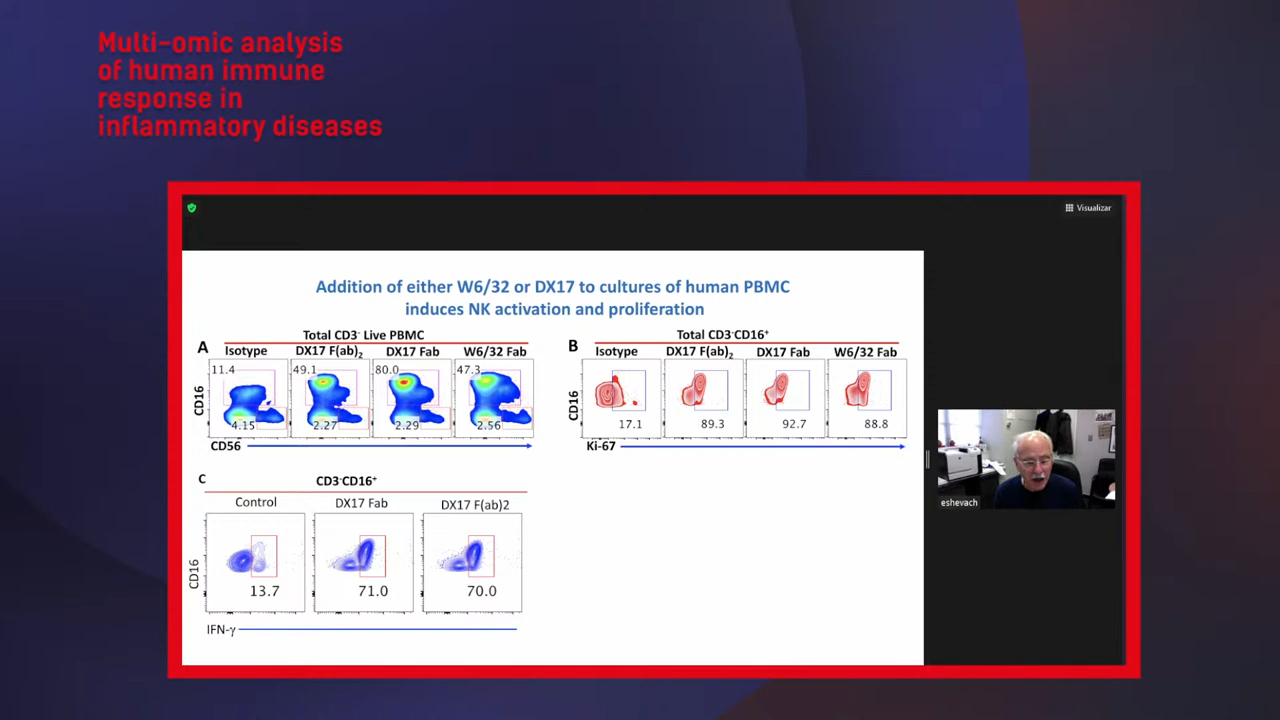 Multi-omic analysis
of human immune
response in
inflammatory diseases
Visualizar
Addition of either W6/32 or DX17 to cultures of human PBMC
induces NK activation and proliferation
A
Total CD3⁻ Live PBMC
Isotype DX17 F(ab)₂ DX17 Fab W6/32 Fab
11.4 49.1 80.0 47.3
CD16
4.15 2.27 2.29 2.56
CD56
B
Total CD3⁻CD16⁺
Isotype DX17 F(ab)₂ DX17 Fab W6/32 Fab
CD16
17.1 89.3 92.7 88.8
Ki-67
C
CD3⁻CD16⁺
Control DX17 Fab DX17 F(ab)2
CD16
13.7 71.0 70.0
IFN-γ
eshevach